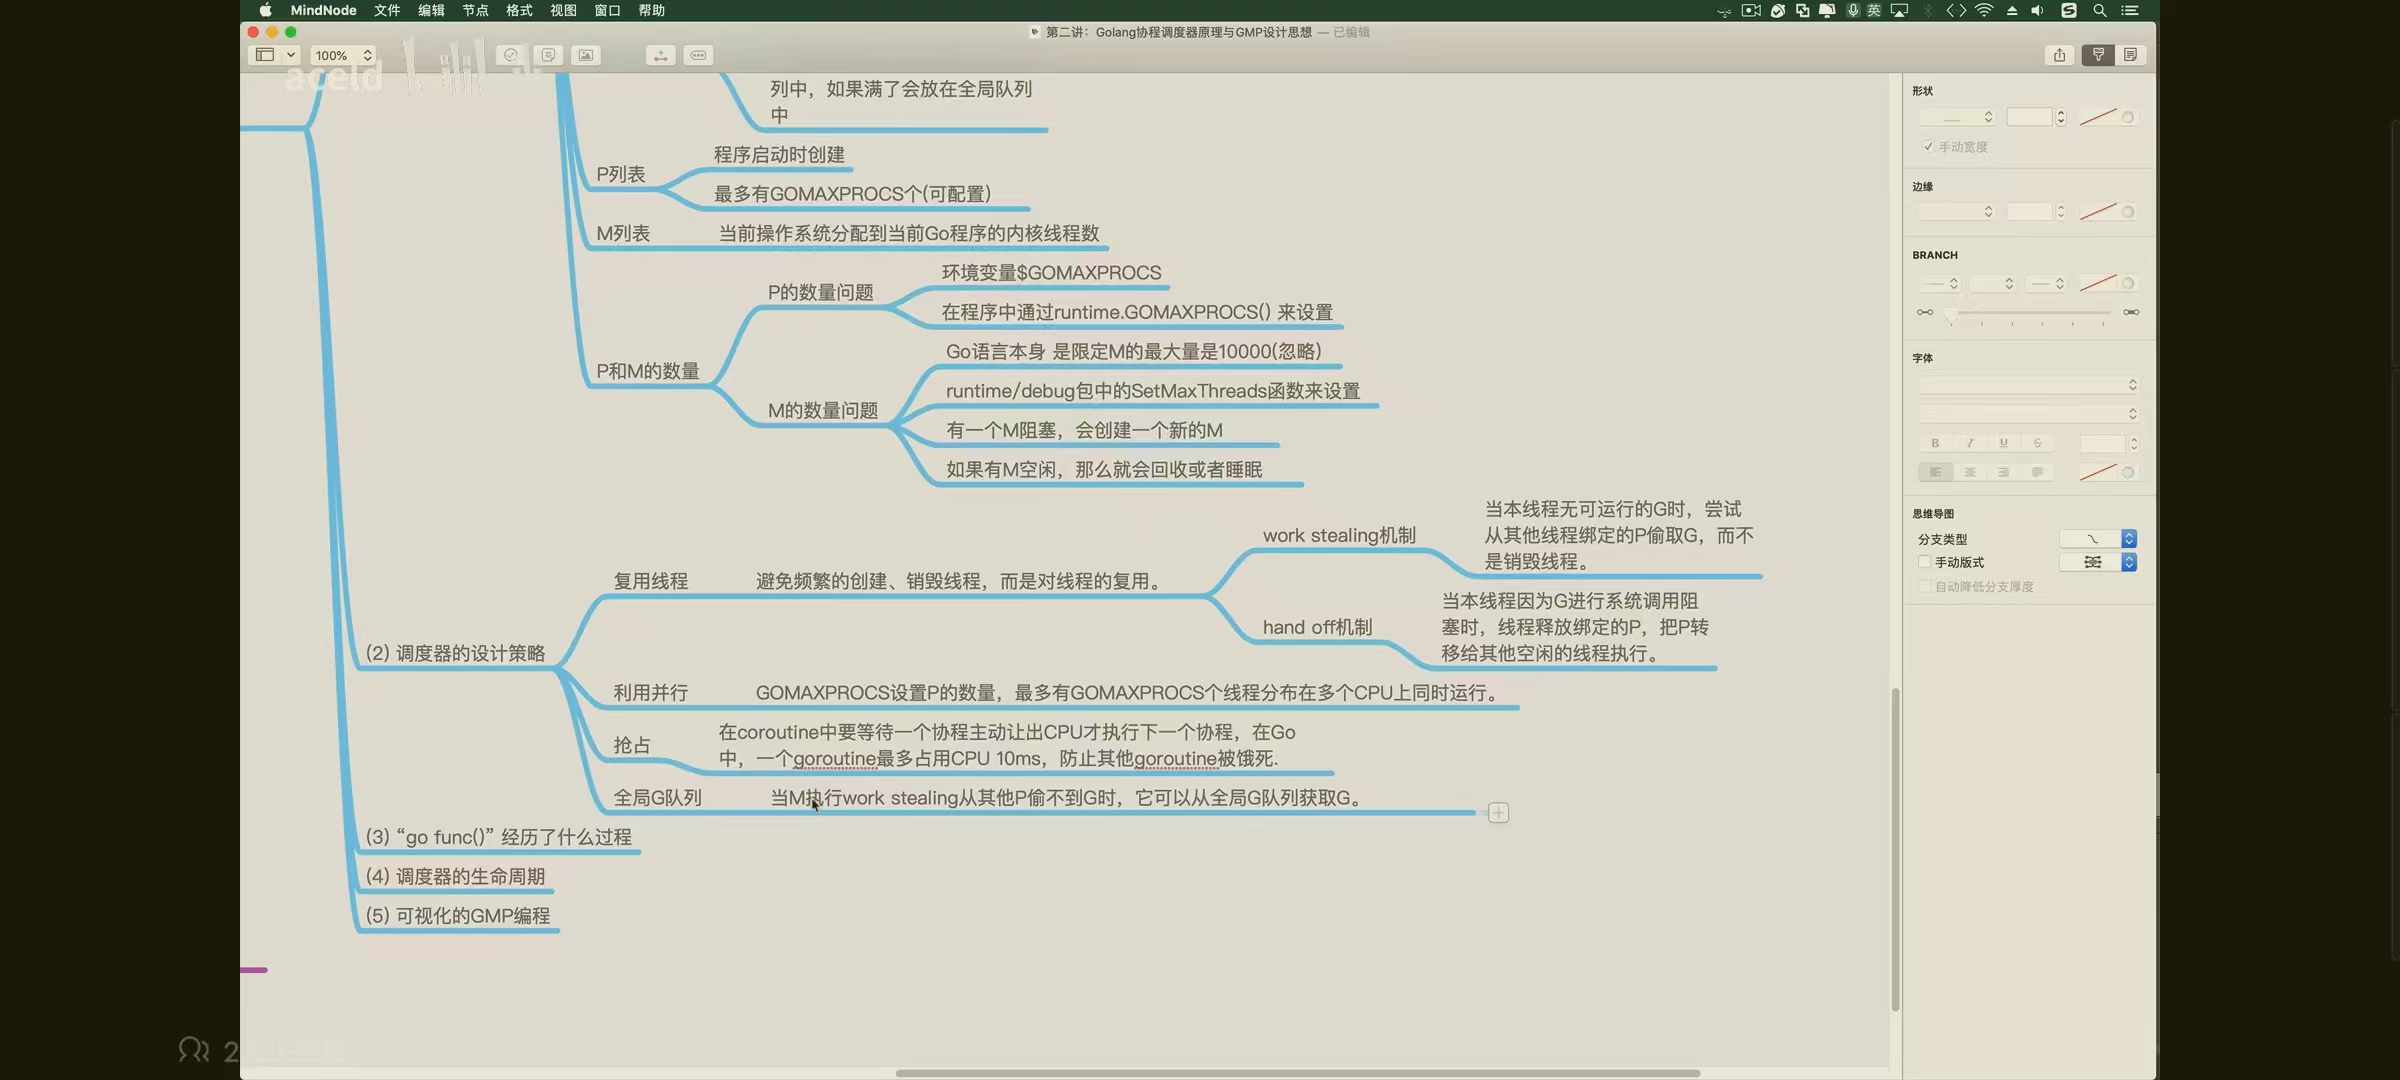 MindNode 文件 编辑 节点 格式 视图 窗口 帮助
英
第二讲：Golang协程调度器原理与GMP设计思想 — 已编辑
100%
aceld
列中，如果满了会放在全局队列
中
P列表
程序启动时创建
最多有GOMAXPROCS个(可配置)
M列表
当前操作系统分配到当前Go程序的内核线程数
P和M的数量
P的数量问题
环境变量$GOMAXPROCS
在程序中通过runtime.GOMAXPROCS() 来设置
M的数量问题
Go语言本身 是限定M的最大量是10000(忽略)
runtime/debug包中的SetMaxThreads函数来设置
有一个M阻塞，会创建一个新的M
如果有M空闲，那么就会回收或者睡眠
(2) 调度器的设计策略
复用线程
避免频繁的创建、销毁线程，而是对线程的复用。
work stealing机制
当本线程无可运行的G时，尝试
从其他线程绑定的P偷取G，而不
是销毁线程。
hand off机制
当本线程因为G进行系统调用阻
塞时，线程释放绑定的P，把P转
移给其他空闲的线程执行。
利用并行
GOMAXPROCS设置P的数量，最多有GOMAXPROCS个线程分布在多个CPU上同时运行。
抢占
在coroutine中要等待一个协程主动让出CPU才执行下一个协程，在Go
中，一个goroutine最多占用CPU 10ms，防止其他goroutine被饿死.
全局G队列
当M执行work stealing从其他P偷不到G时，它可以从全局G队列获取G。
(3) “go func()” 经历了什么过程
(4) 调度器的生命周期
(5) 可视化的GMP编程
形状
手动宽度
边缘
BRANCH
字体
B I U S
思维导图
分支类型
手动版式
自动降低分支厚度
2